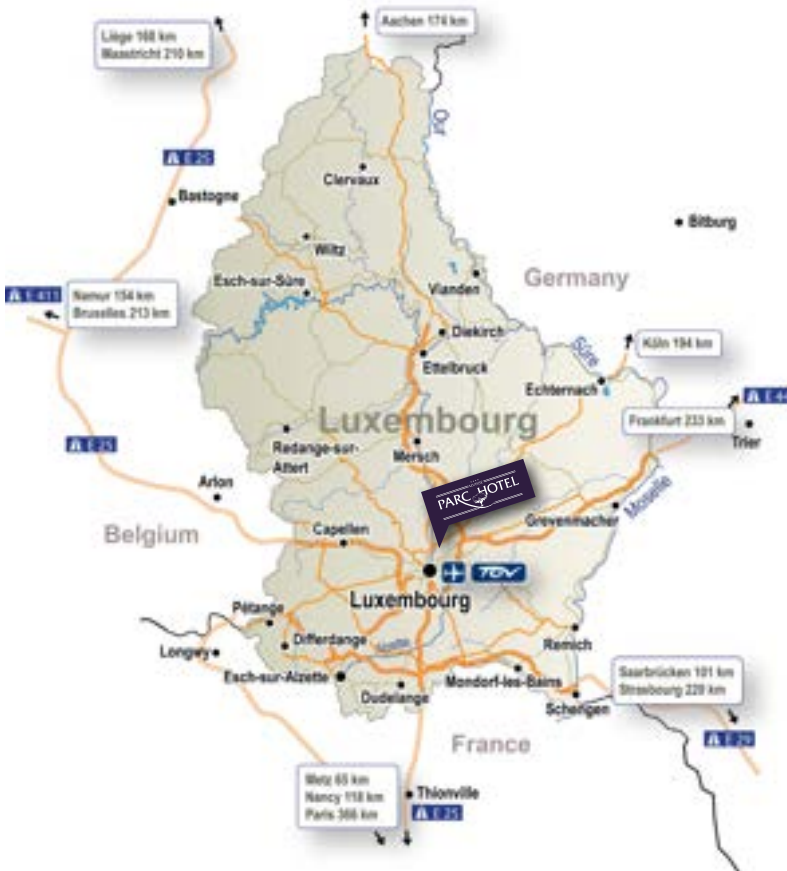 Liège 168 km
Maastricht 210 km
Aachen 174 km
Our
E 25
Clervaux
Bastogne
Bitburg
Wiltz
Germany
Esch-sur-Sûre
Vianden
E 411
Namur 154 km
Bruxelles 213 km
Diekirch
Sûre
Köln 194 km
Ettelbruck
Echternach
E 44
Luxembourg
Frankfurt 233 km
E 25
Trier
Redange-sur-
Attert
Mersch
Arlon
PARC HOTEL
Moselle
Grevenmacher
Belgium
Capellen
Luxembourg
Pétange
Differdange
Remich
Longwy
Esch-sur-Alzette
Mondorf-les-Bains
Saarbrücken 101 km
Strasbourg 220 km
Dudelange
Schengen
France
E 29
Metz 65 km
Nancy 118 km
Paris 366 km
Thionville
E 25